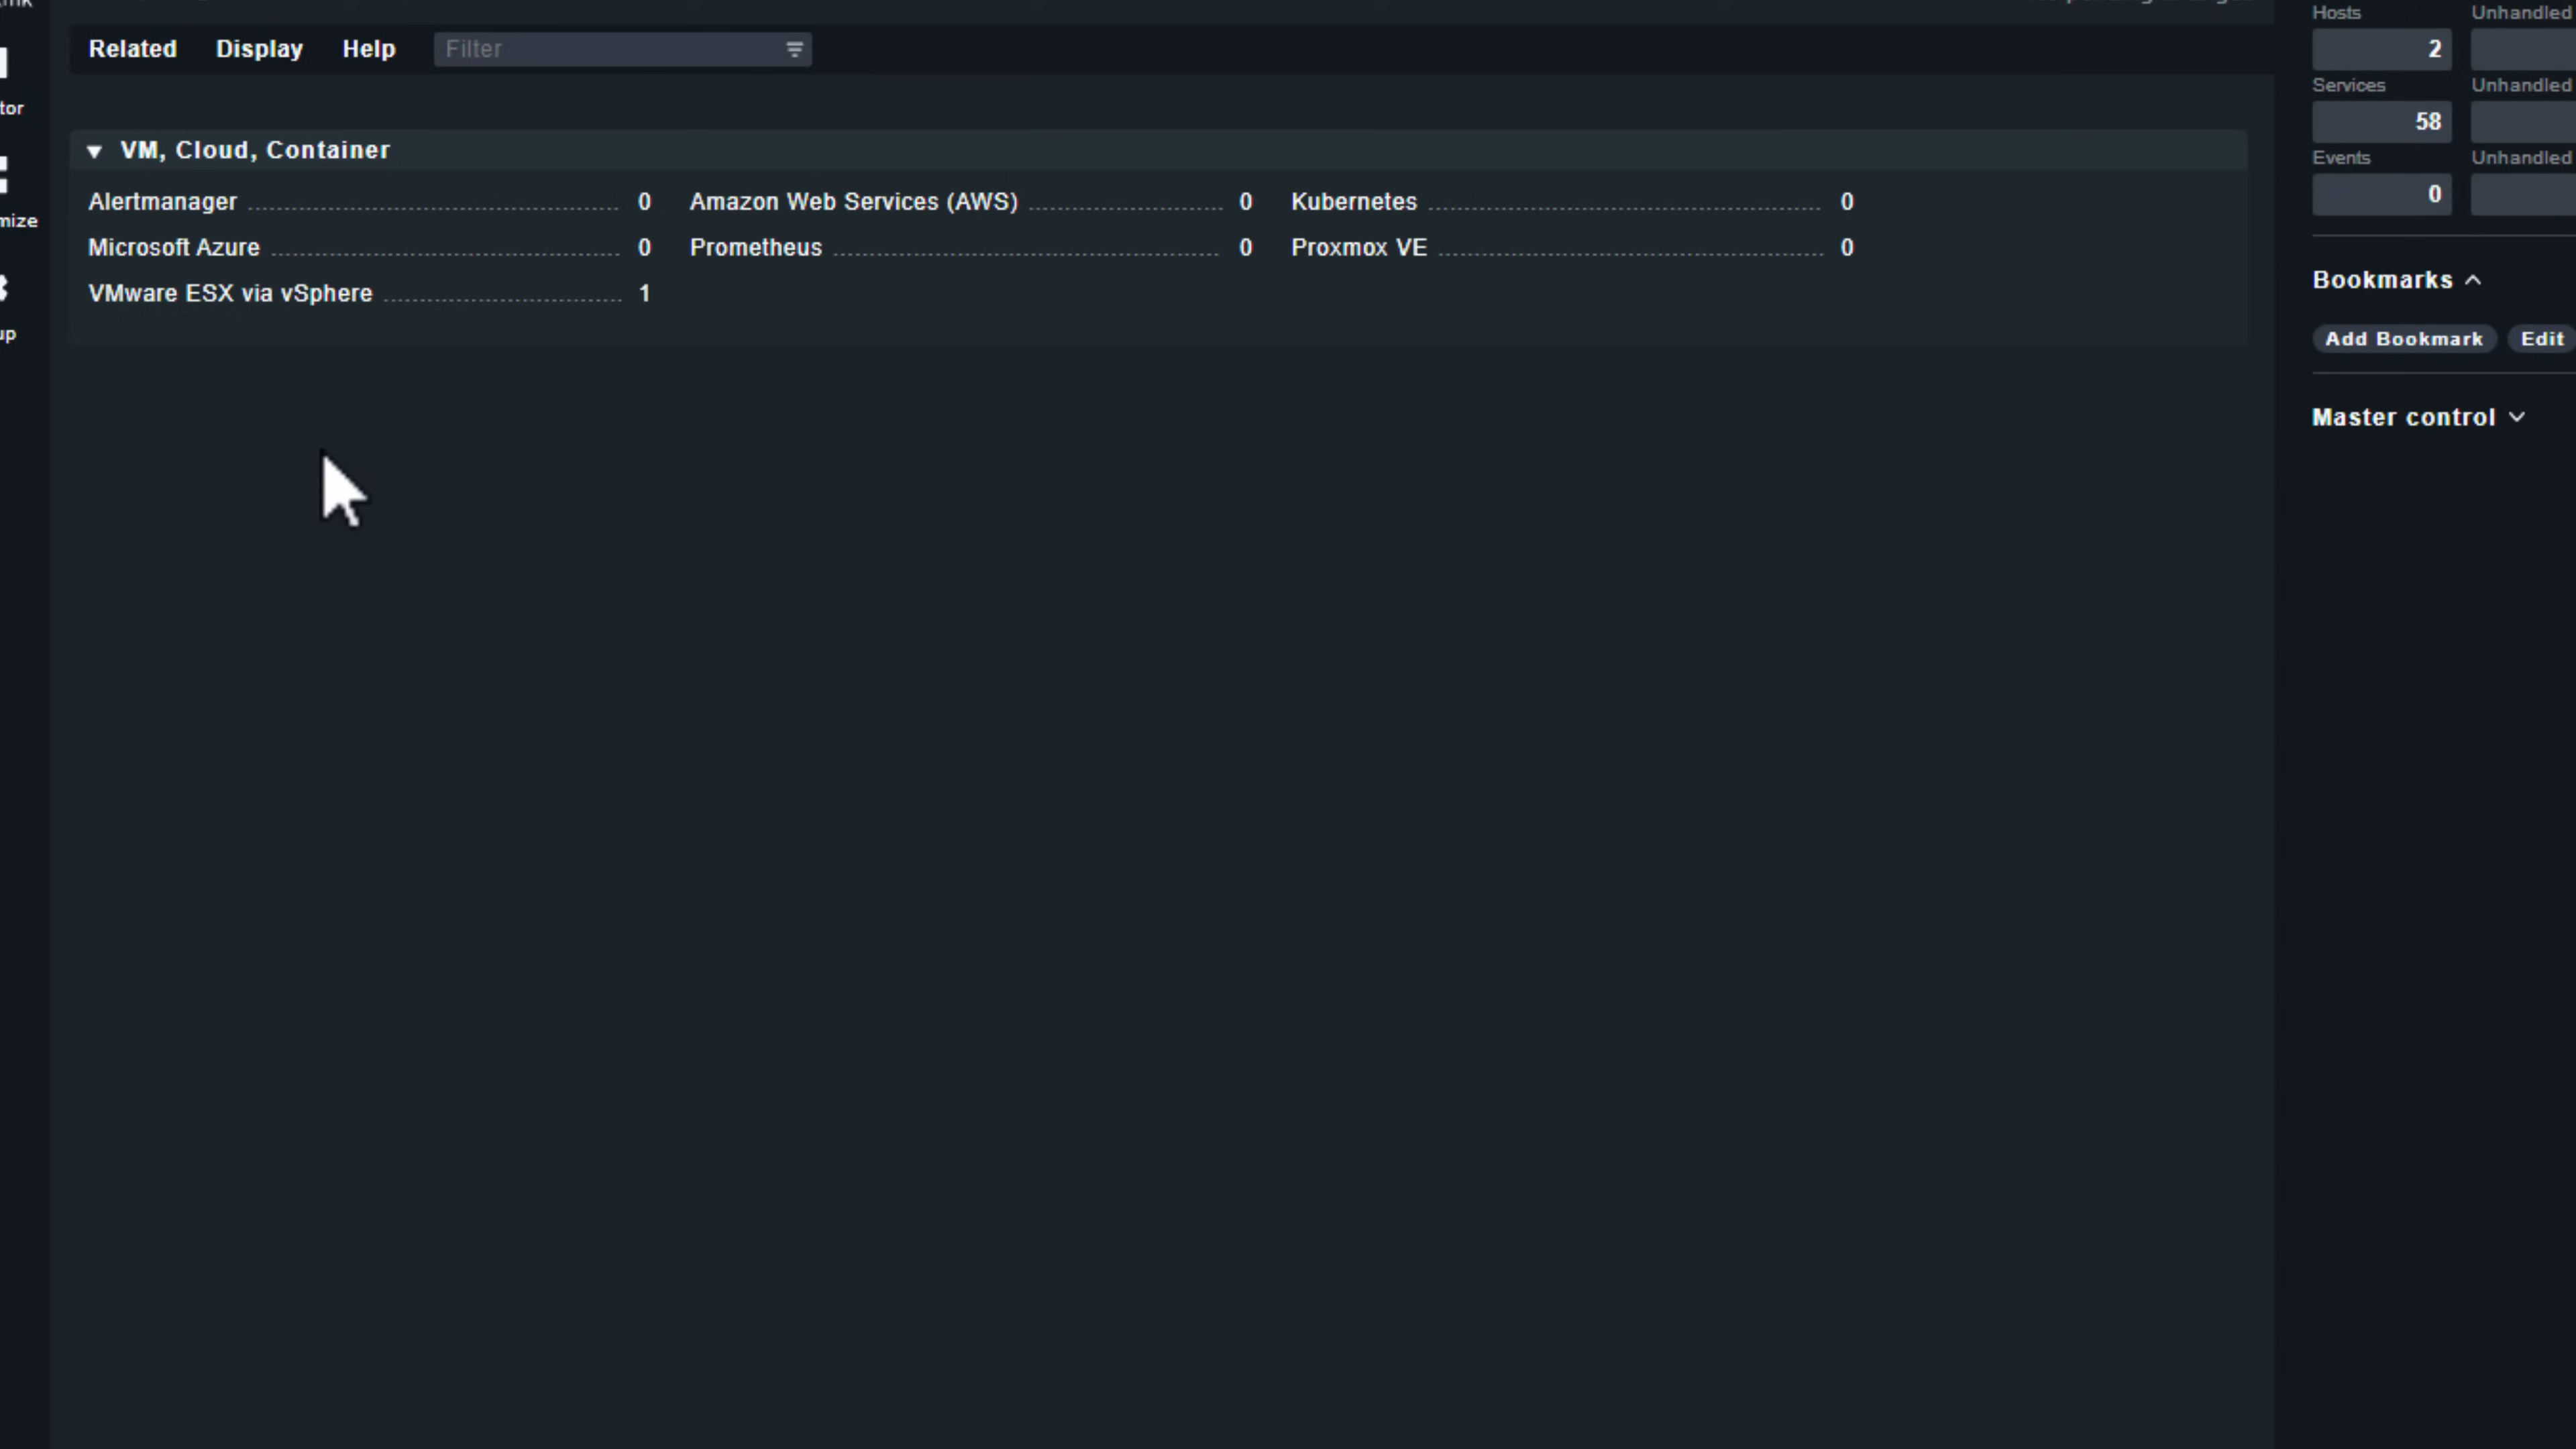 Related Display Help Filter
VM, Cloud, Container
Alertmanager 0 Amazon Web Services (AWS) 0 Kubernetes 0
Microsoft Azure 0 Prometheus 0 Proxmox VE 0
VMware ESX via vSphere 1
tor
mize
up
Hosts Unhandled
2
Services Unhandled
58
Events Unhandled
0
Bookmarks
Add Bookmark Edit
Master control